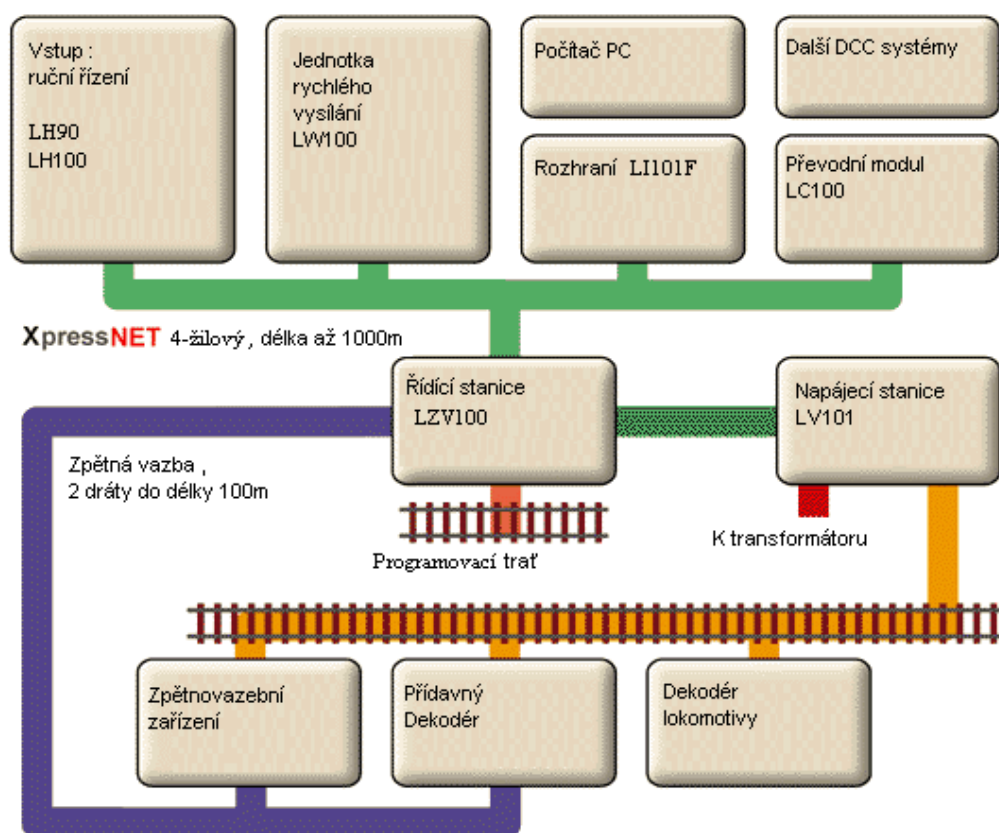 Vstup :
ruční řízení
LH90
LH100
Jednotka
rychlého
vysílání
LVV100
Počítač PC
Další DCC systémy
Rozhraní LI101F
Převodní modul
LC100
XpressNET 4-žilový , délka až 1000m
Řídící stanice
LZV100
Napájecí stanice
LV101
Zpětná vazba ,
2 dráty do délky 100m
K transformátoru
Programovací trať
Zpětnovazební
zařízení
Přídavný
Dekodér
Dekodér
lokomotivy